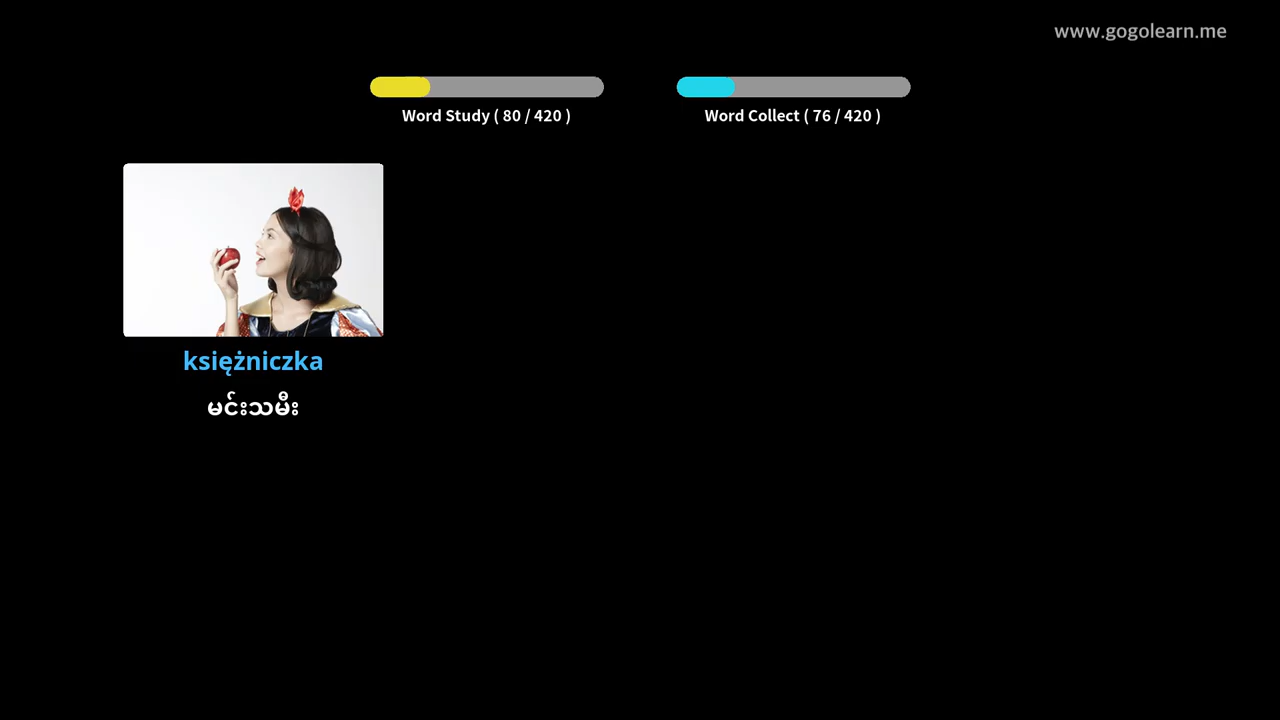 www.gogolearn.me
Word Study ( 80 / 420 )
Word Collect ( 76 / 420 )
księżniczka
မင်းသမီး